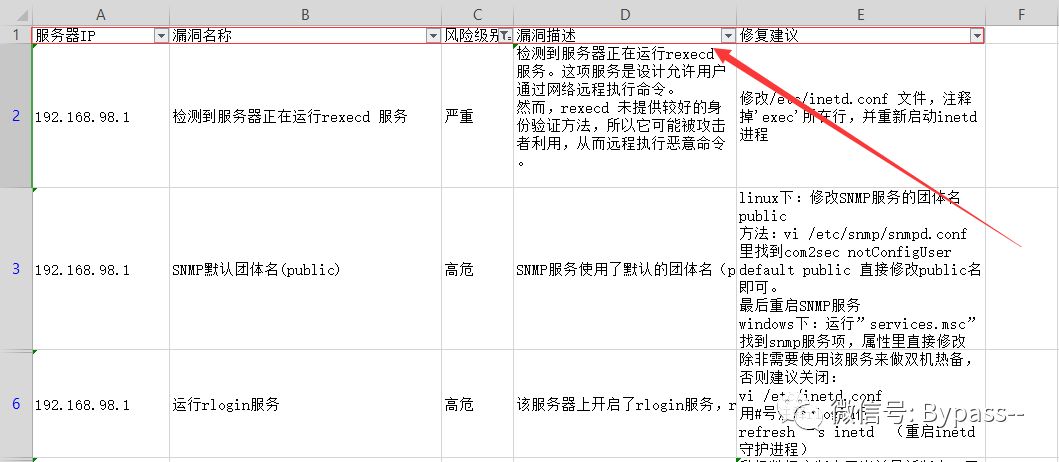 A B C D E F
1 服务器IP 漏洞名称 风险级别 漏洞描述 修复建议
2 192.168.98.1 检测到服务器正在运行rexecd 服务 严重
检测到服务器正在运行rexecd
服务。这项服务是设计允许用户
通过网络远程执行命令。
然而，rexecd 未提供较好的身
份验证方法，所以它可能被攻击
者利用，从而远程执行恶意命令
。
修改/etc/inetd.conf 文件，注释
掉'exec'所在行，并重新启动inetd
进程
3 192.168.98.1 SNMP默认团体名(public) 高危 SNMP服务使用了默认的团体名（p
linux下：修改SNMP服务的团体名
public
方法：vi /etc/snmp/snmpd.conf
里找到com2sec notConfigUser
default public 直接修改public名
即可。
最后重启SNMP服务
windows下：运行”services.msc”
找到snmp服务项，属性里直接修改
6 192.168.98.1 运行rlogin服务 高危 该服务器上开启了rlogin服务，r
除非需要使用该服务来做双机热备，
否则建议关闭：
vi /etc/inetd.conf
用#号
refresh -s inetd （重启inetd
守护进程）
微信号: Bypass--